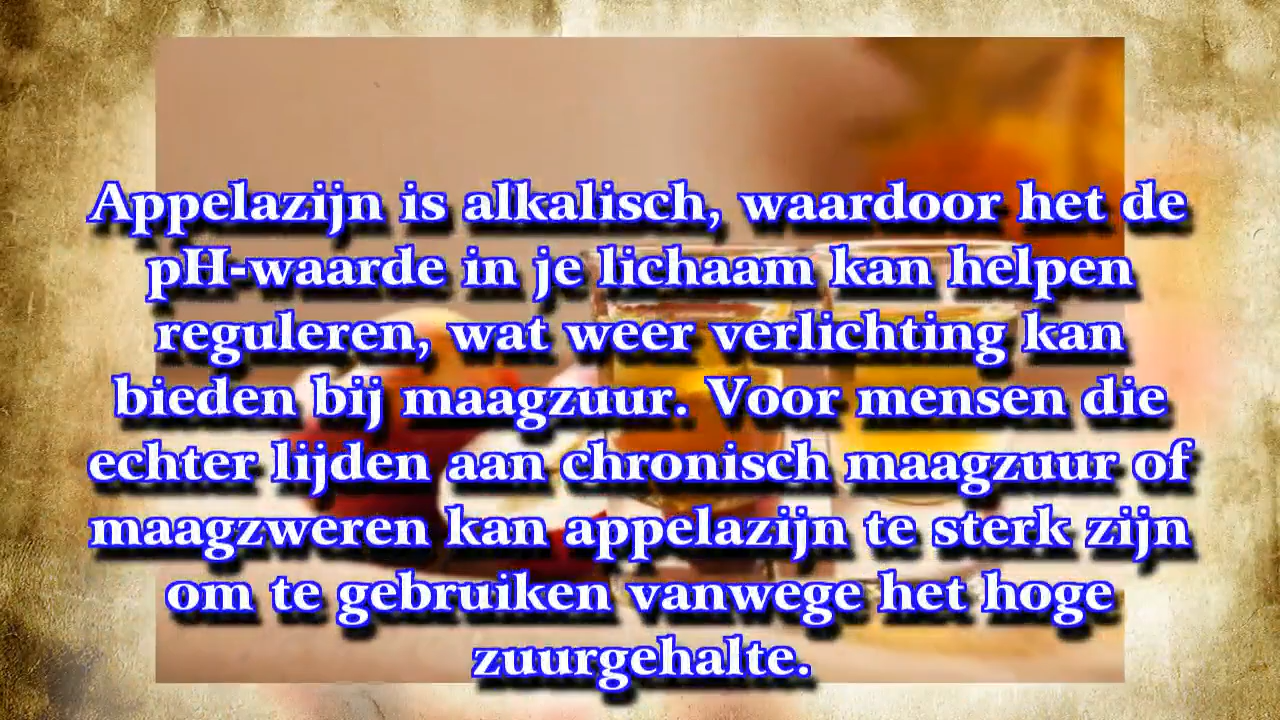 Appelazijn is alkalisch, waardoor het de
pH-waarde in je lichaam kan helpen
reguleren, wat weer verlichting kan
bieden bij maagzuur. Voor mensen die
echter lijden aan chronisch maagzuur of
maagzweren kan appelazijn te sterk zijn
om te gebruiken vanwege het hoge
zuurgehalte.